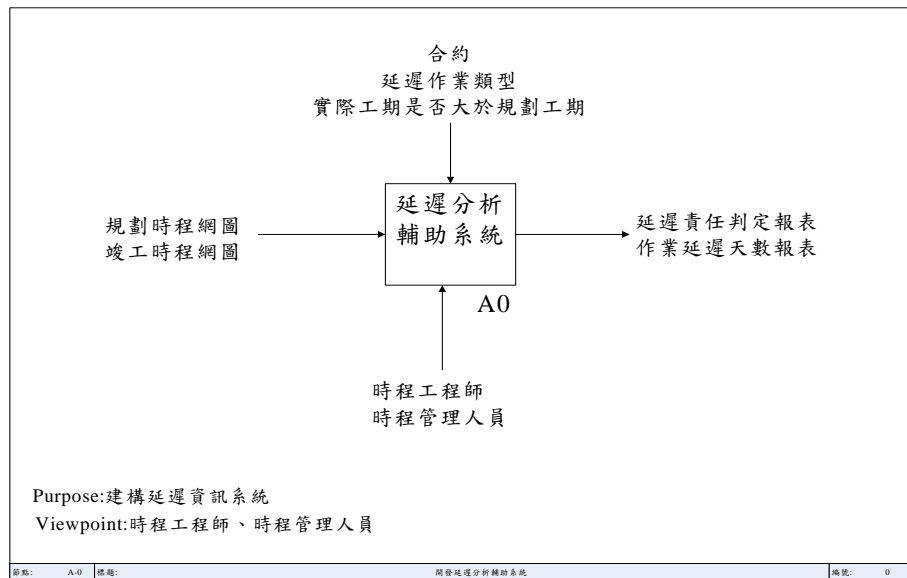 合約
延遲作業類型
實際工期是否大於規劃工期
規劃時程網圖
竣工時程網圖
延遲分析
輔助系統
延遲責任判定報表
作業延遲天數報表
A0
時程工程師
時程管理人員
Purpose:建構延遲資訊系統
Viewpoint:時程工程師、時程管理人員
節點: A-0 標題: 開發延遲分析輔助系統 編號: 0